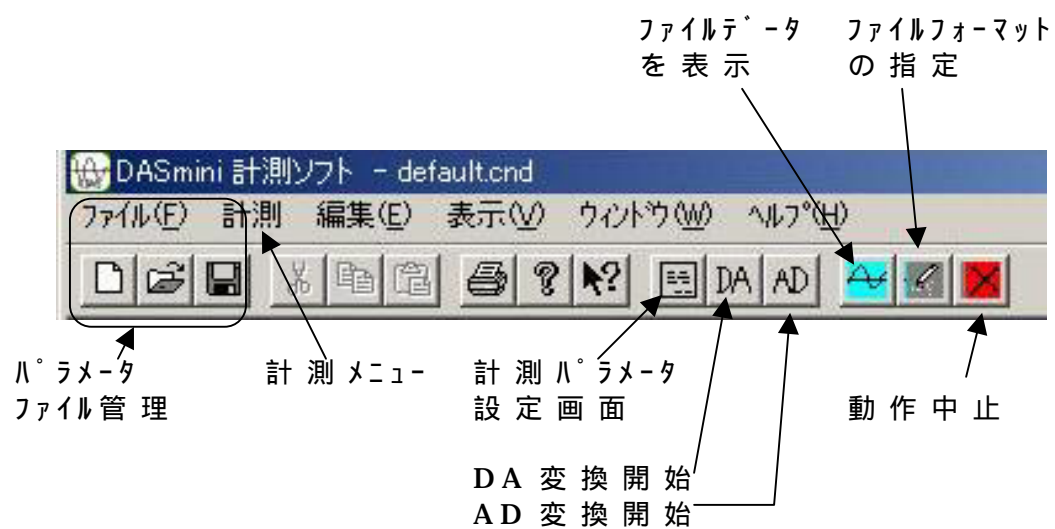 ﾌｧｲﾙﾃﾞｰﾀ
を表示
ﾌｧｲﾙﾌｫｰﾏｯﾄ
の指定
DASmini 計測ソフト - default.cnd
ファイル(F) 計測 編集(E) 表示(V) ウィンドウ(W) ヘルプ(H)
DA AD
ﾊﾟﾗﾒｰﾀ
ﾌｧｲﾙ管理
計測ﾒﾆｭｰ
計測ﾊﾟﾗﾒｰﾀ
設定画面
動作中止
DA変換開始
AD変換開始